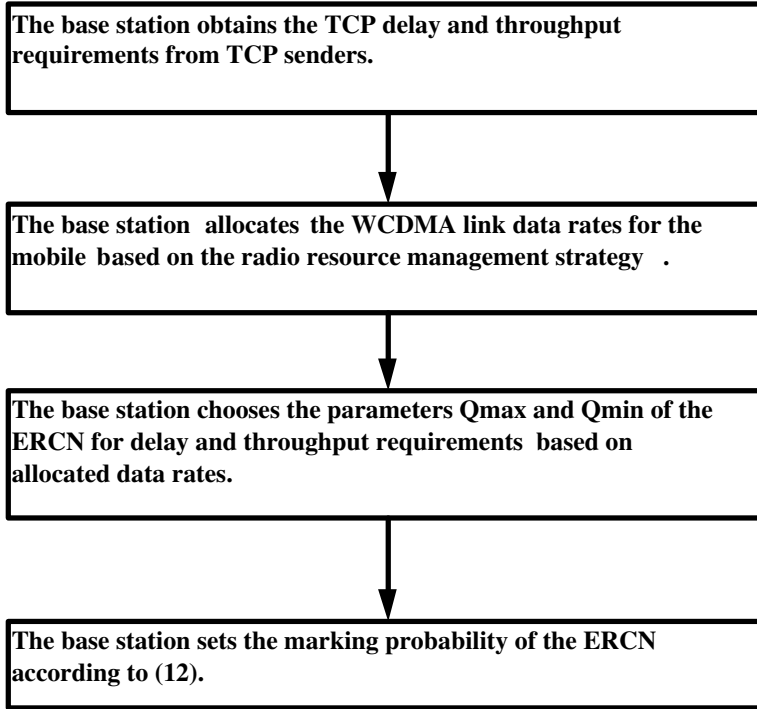 The base station obtains the TCP delay and throughput
requirements from TCP senders.
The base station allocates the WCDMA link data rates for the
mobile based on the radio resource management strategy .
The base station chooses the parameters Qmax and Qmin of the
ERCN for delay and throughput requirements based on
allocated data rates.
The base station sets the marking probability of the ERCN
according to (12).